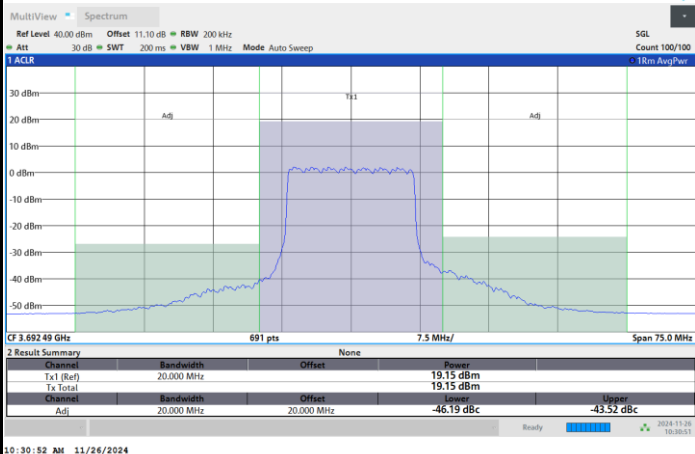 MultiView Spectrum
Ref Level 40.00 dBm Offset 11.10 dB RBW 200 kHz SGL
Att 30 dB SWT 200 ms VBW 1 MHz Mode Auto Sweep Count 100/100
1 ACLR 1Rm AvgPwr
30 dBm
Tx1
20 dBm Adj Adj
10 dBm
0 dBm
-10 dBm
-20 dBm
-30 dBm
-40 dBm
-50 dBm
CF 3.692 49 GHz 691 pts 7.5 MHz/ Span 75.0 MHz
2 Result Summary None
Channel Bandwidth Offset Power
Tx1 (Ref) 20.000 MHz 19.15 dBm
Tx Total 19.15 dBm
Channel Bandwidth Offset Lower Upper
Adj 20.000 MHz 20.000 MHz -46.19 dBc -43.52 dBc
Ready 2024-11-26
10:30:51
10:30:52 AM 11/26/2024